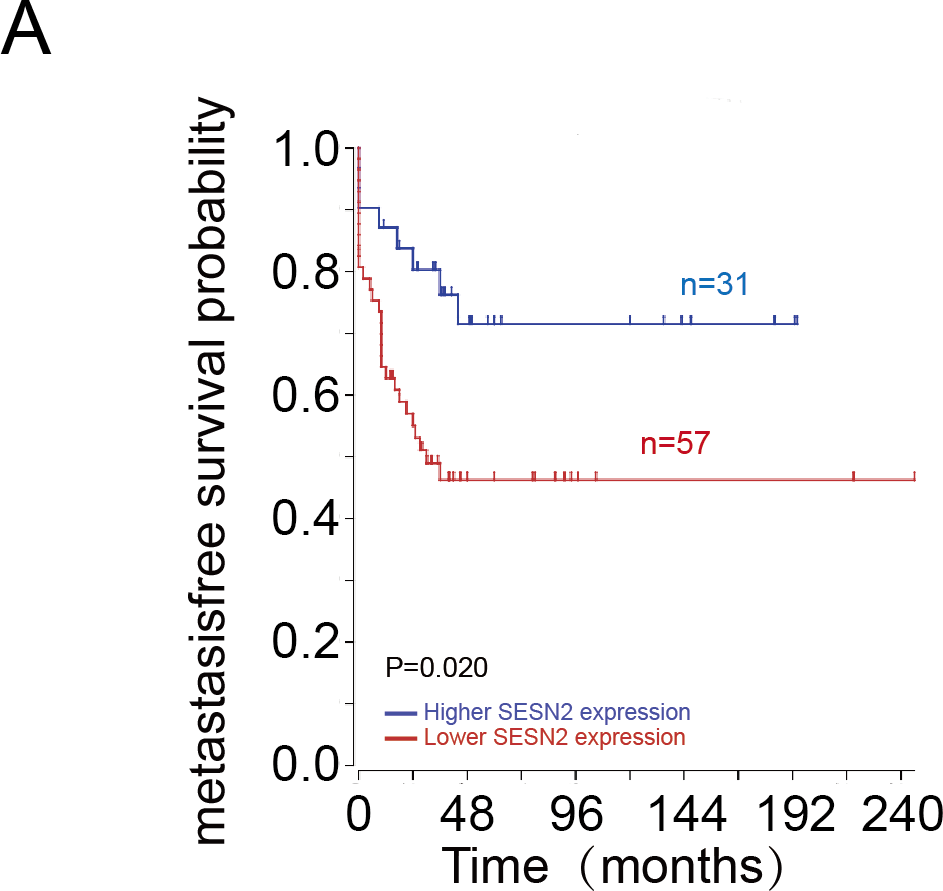 A
metastasisfree survival probability
1.0
0.8
0.6
0.4
0.2
0.0
n=31
n=57
P=0.020
Higher SESN2 expression
Lower SESN2 expression
0 48 96 144 192 240
Time（months）